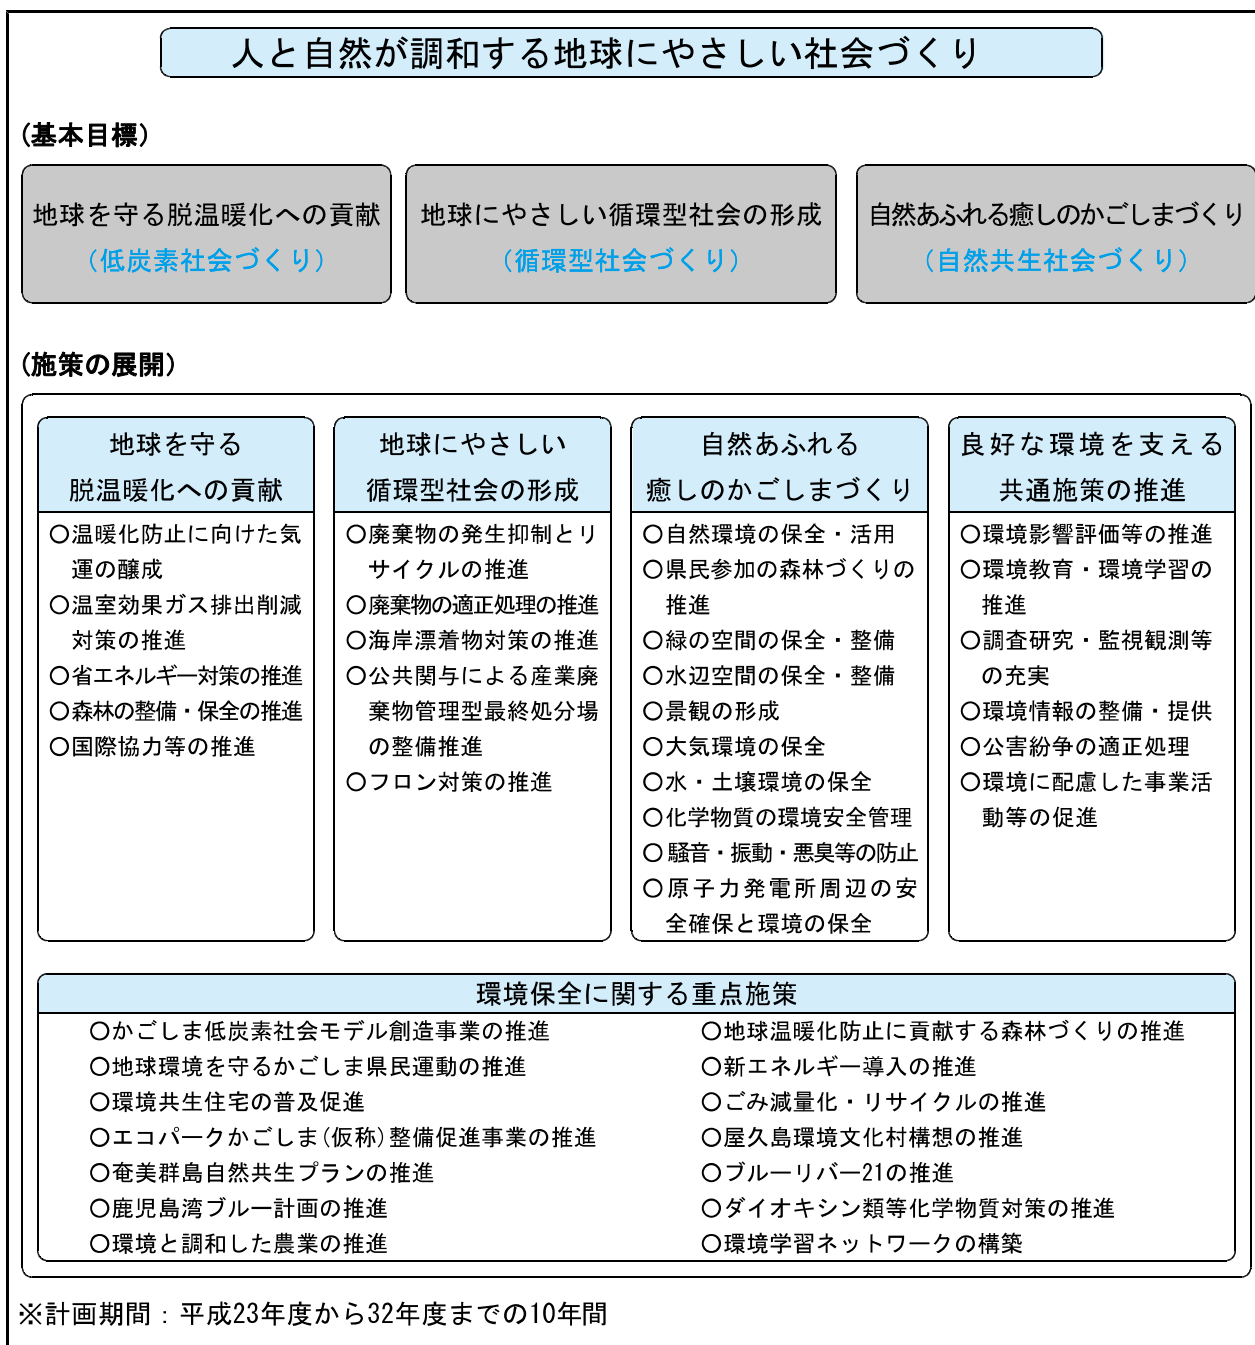 人と自然が調和する地球にやさしい社会づくり
(基本目標)
地球を守る脱温暖化への貢献
(低炭素社会づくり)
地球にやさしい循環型社会の形成
(循環型社会づくり)
自然あふれる癒しのかごしまづくり
(自然共生社会づくり)
(施策の展開)
地球を守る
脱温暖化への貢献
○温暖化防止に向けた気
運の醸成
○温室効果ガス排出削減
対策の推進
○省エネルギー対策の推進
○森林の整備・保全の推進
○国際協力等の推進
地球にやさしい
循環型社会の形成
○廃棄物の発生抑制とリ
サイクルの推進
○廃棄物の適正処理の推進
○海岸漂着物対策の推進
○公共関与による産業廃
棄物管理型最終処分場
の整備推進
○フロン対策の推進
自然あふれる
癒しのかごしまづくり
○自然環境の保全・活用
○県民参加の森林づくりの
推進
○緑の空間の保全・整備
○水辺空間の保全・整備
○景観の形成
○大気環境の保全
○水・土壌環境の保全
○化学物質の環境安全管理
○騒音・振動・悪臭等の防止
○原子力発電所周辺の安
全確保と環境の保全
良好な環境を支える
共通施策の推進
○環境影響評価等の推進
○環境教育・環境学習の
推進
○調査研究・監視観測等
の充実
○環境情報の整備・提供
○公害紛争の適正処理
○環境に配慮した事業活
動等の促進
環境保全に関する重点施策
○かごしま低炭素社会モデル創造事業の推進
○地球環境を守るかごしま県民運動の推進
○環境共生住宅の普及促進
○エコパークかごしま(仮称)整備促進事業の推進
○奄美群島自然共生プランの推進
○鹿児島湾ブルー計画の推進
○環境と調和した農業の推進
○地球温暖化防止に貢献する森林づくりの推進
○新エネルギー導入の推進
○ごみ減量化・リサイクルの推進
○屋久島環境文化村構想の推進
○ブルーリバー21の推進
○ダイオキシン類等化学物質対策の推進
○環境学習ネットワークの構築
※計画期間：平成23年度から32年度までの10年間